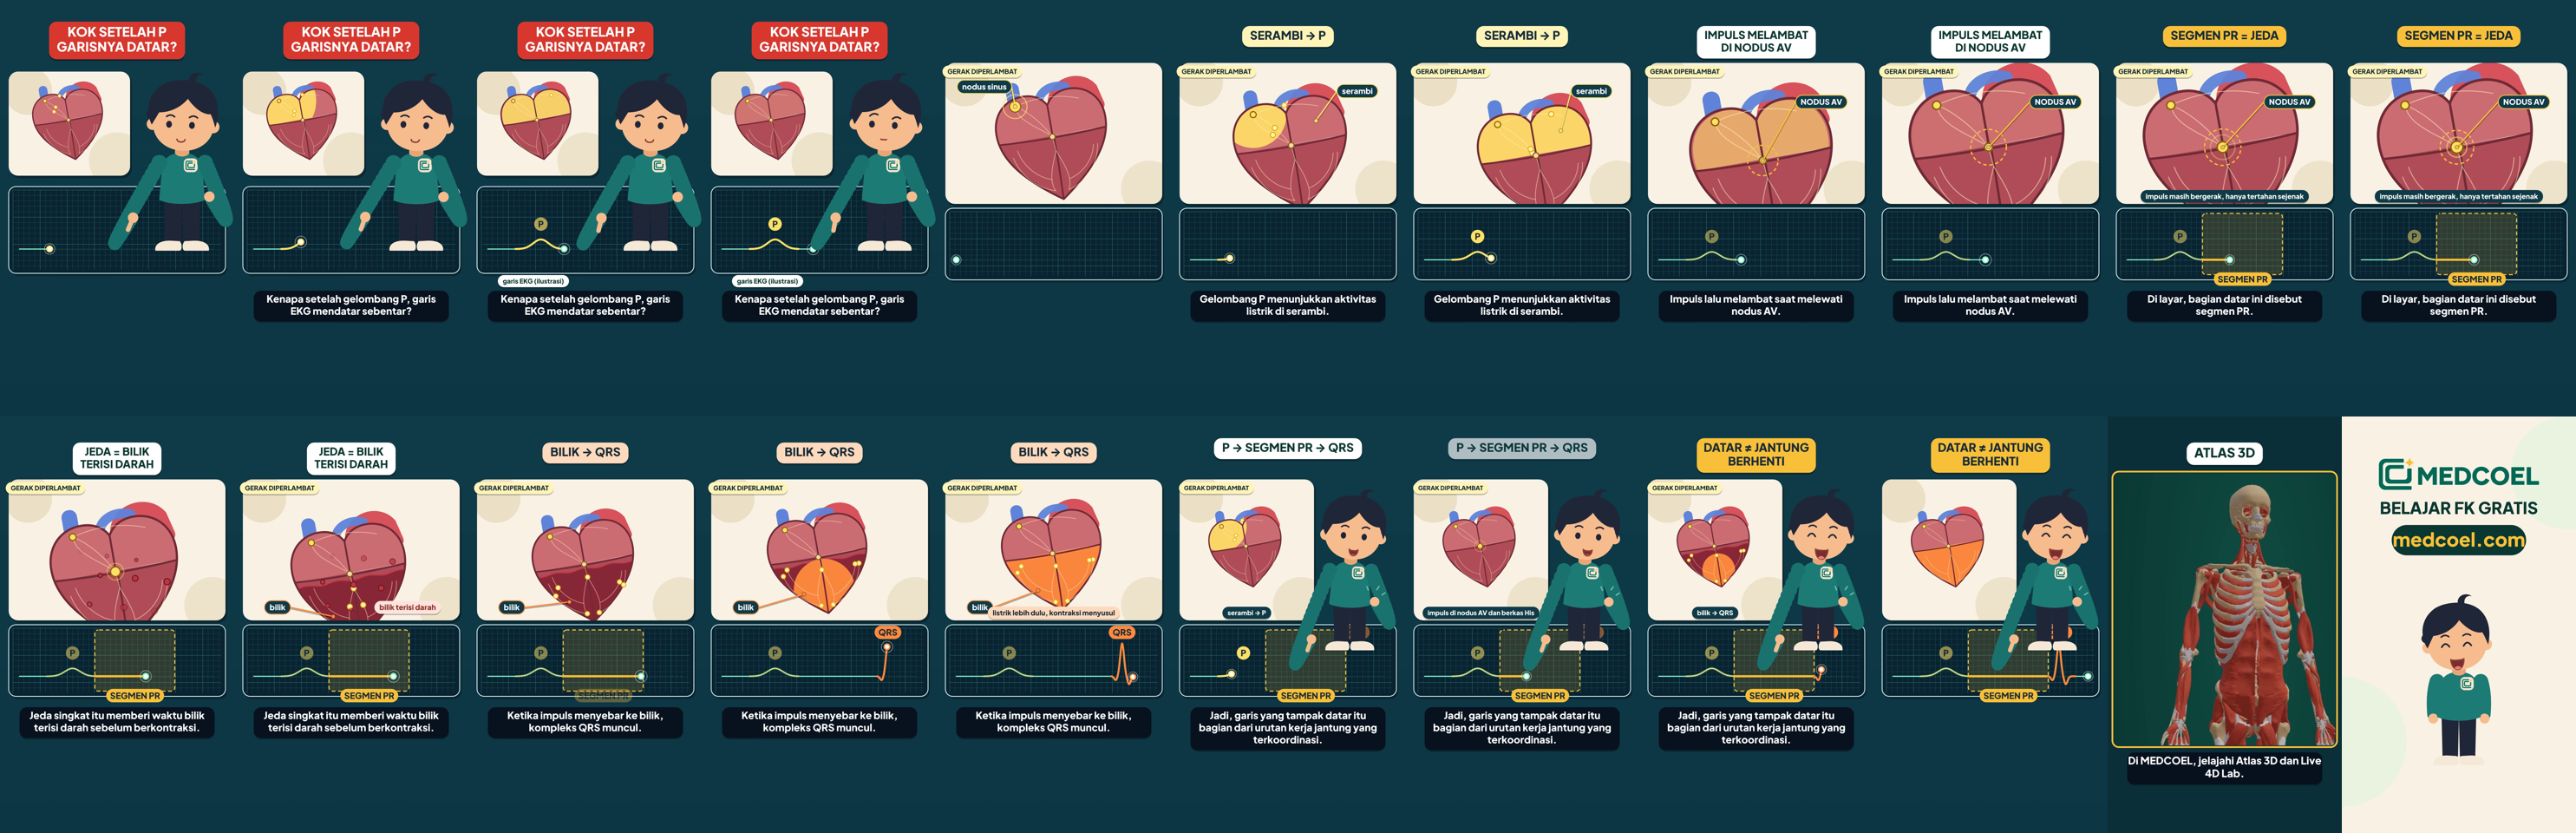 KOK SETELAH P
GARISNYA DATAR?
KOK SETELAH P
GARISNYA DATAR?
Kenapa setelah gelombang P, garis
EKG mendatar sebentar?
KOK SETELAH P
GARISNYA DATAR?
P
garis EKG (ilustrasi)
Kenapa setelah gelombang P, garis
EKG mendatar sebentar?
KOK SETELAH P
GARISNYA DATAR?
P
garis EKG (ilustrasi)
Kenapa setelah gelombang P, garis
EKG mendatar sebentar?
GERAK DIPERLAMBAT
nodus sinus
SERAMBI → P
GERAK DIPERLAMBAT
serambi
Gelombang P menunjukkan aktivitas
listrik di serambi.
SERAMBI → P
GERAK DIPERLAMBAT
serambi
P
Gelombang P menunjukkan aktivitas
listrik di serambi.
IMPULS MELAMBAT
DI NODUS AV
GERAK DIPERLAMBAT
NODUS AV
P
Impuls lalu melambat saat melewati
nodus AV.
IMPULS MELAMBAT
DI NODUS AV
GERAK DIPERLAMBAT
NODUS AV
P
Impuls lalu melambat saat melewati
nodus AV.
SEGMEN PR = JEDA
GERAK DIPERLAMBAT
NODUS AV
impuls masih bergerak, hanya tertahan sejenak
P
SEGMEN PR
Di layar, bagian datar ini disebut
segmen PR.
SEGMEN PR = JEDA
GERAK DIPERLAMBAT
NODUS AV
impuls masih bergerak, hanya tertahan sejenak
P
SEGMEN PR
Di layar, bagian datar ini disebut
segmen PR.
JEDA = BILIK
TERISI DARAH
GERAK DIPERLAMBAT
P
SEGMEN PR
Jeda singkat itu memberi waktu bilik
terisi darah sebelum berkontraksi.
JEDA = BILIK
TERISI DARAH
GERAK DIPERLAMBAT
bilik
bilik terisi darah
P
SEGMEN PR
Jeda singkat itu memberi waktu bilik
terisi darah sebelum berkontraksi.
BILIK → QRS
GERAK DIPERLAMBAT
bilik
P
SEGMEN PR
Ketika impuls menyebar ke bilik,
kompleks QRS muncul.
BILIK → QRS
GERAK DIPERLAMBAT
bilik
P
QRS
Ketika impuls menyebar ke bilik,
kompleks QRS muncul.
BILIK → QRS
GERAK DIPERLAMBAT
bilik
listrik lebih dulu, kontraksi menyusul
P
QRS
Ketika impuls menyebar ke bilik,
kompleks QRS muncul.
P → SEGMEN PR → QRS
GERAK DIPERLAMBAT
serambi → P
P
SEGMEN PR
Jadi, garis yang tampak datar itu
bagian dari urutan kerja jantung yang
terkoordinasi.
P → SEGMEN PR → QRS
GERAK DIPERLAMBAT
impuls di nodus AV dan berkas His
P
SEGMEN PR
Jadi, garis yang tampak datar itu
bagian dari urutan kerja jantung yang
terkoordinasi.
DATAR ≠ JANTUNG
BERHENTI
GERAK DIPERLAMBAT
bilik → QRS
P
SEGMEN PR
Jadi, garis yang tampak datar itu
bagian dari urutan kerja jantung yang
terkoordinasi.
DATAR ≠ JANTUNG
BERHENTI
P
SEGMEN PR
ATLAS 3D
Di MEDCOEL, jelajahi Atlas 3D dan Live
4D Lab.
MEDCOEL
BELAJAR FK GRATIS
medcoel.com